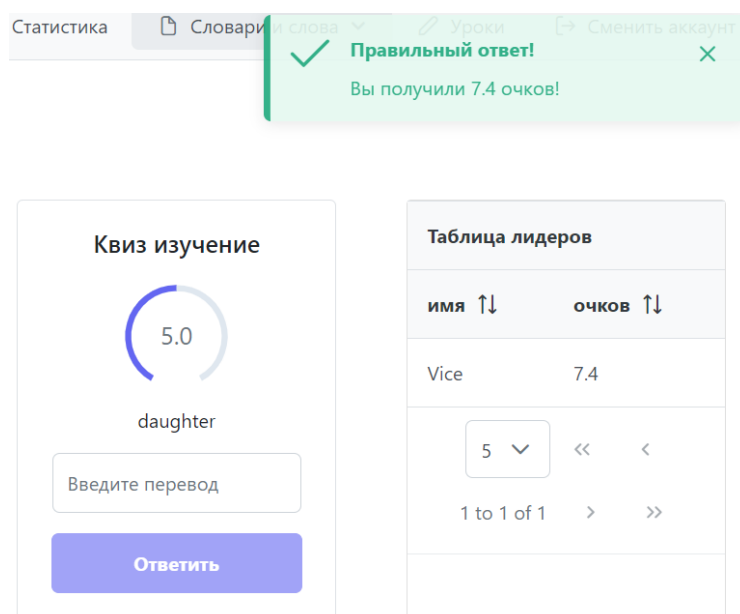 Статистика
Словари и слова
Уроки
Сменить аккаунт
Правильный ответ!
Вы получили 7.4 очков!
Квиз изучение
5.0
daughter
Введите перевод
Ответить
Таблица лидеров
имя очков
Vice 7.4
5
1 to 1 of 1